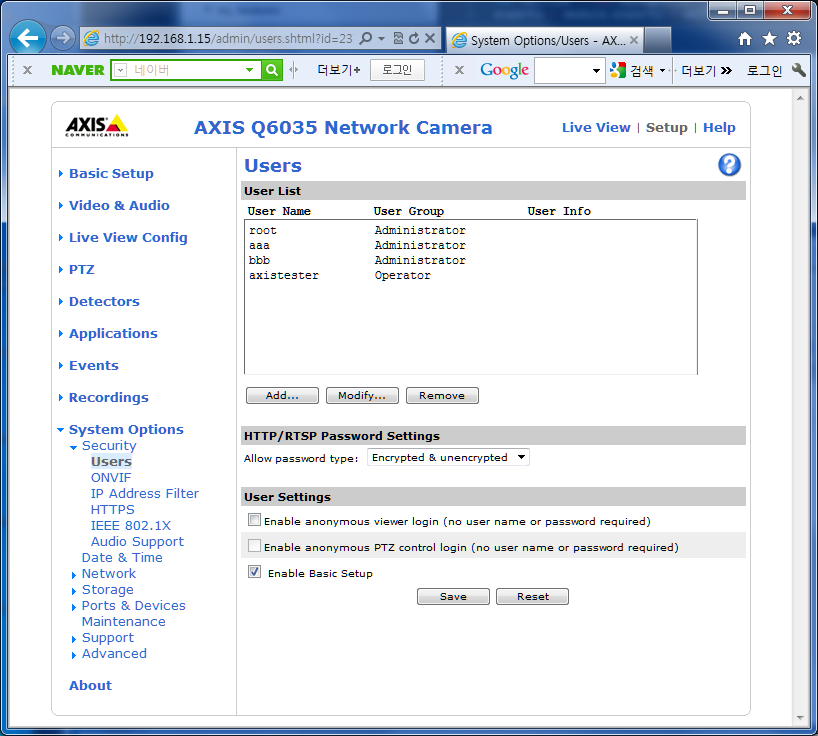 http://192.168.1.15/admin/users.shtml?id=23
System Options/Users - AX...
NAVER 네이버 더보기+ 로그인
Google 검색 더보기 » 로그인
AXIS COMMUNICATIONS
AXIS Q6035 Network Camera
Live View | Setup | Help
Basic Setup
Video & Audio
Live View Config
PTZ
Detectors
Applications
Events
Recordings
System Options
Security
Users
ONVIF
IP Address Filter
HTTPS
IEEE 802.1X
Audio Support
Date & Time
Network
Storage
Ports & Devices
Maintenance
Support
Advanced
About
Users
User List
User Name User Group User Info
root Administrator
aaa Administrator
bbb Administrator
axistester Operator
Add... Modify... Remove
HTTP/RTSP Password Settings
Allow password type: Encrypted & unencrypted
User Settings
Enable anonymous viewer login (no user name or password required)
Enable anonymous PTZ control login (no user name or password required)
Enable Basic Setup
Save Reset